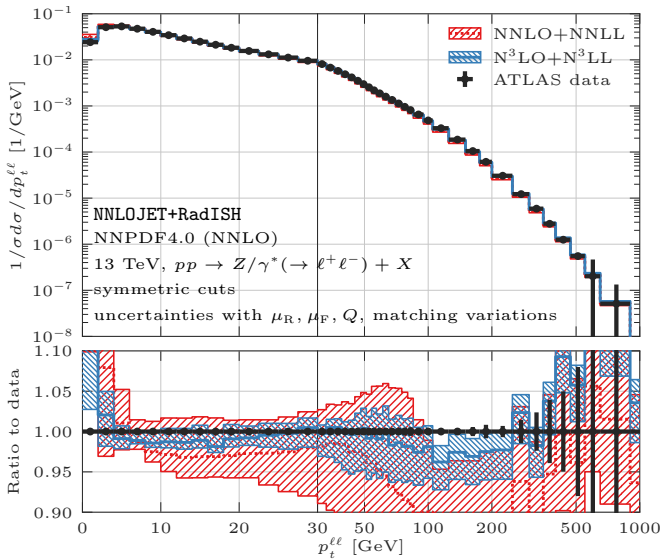 10⁻¹
10⁻²
10⁻³
10⁻⁴
10⁻⁵
10⁻⁶
10⁻⁷
10⁻⁸
1/σdσ/dp_t^{ℓℓ} [1/GeV]
NNLO+NNLL
N³LO+N³LL
ATLAS data
NNLOJET+RadISH
NNPDF4.0 (NNLO)
13 TeV, pp → Z/γ*(→ ℓ⁺ℓ⁻) + X
symmetric cuts
uncertainties with μ_R, μ_F, Q, matching variations
1.10
1.05
1.00
0.95
0.90
Ratio to data
0 10 20 30 50 100 200 500 1000
p_t^{ℓℓ} [GeV]